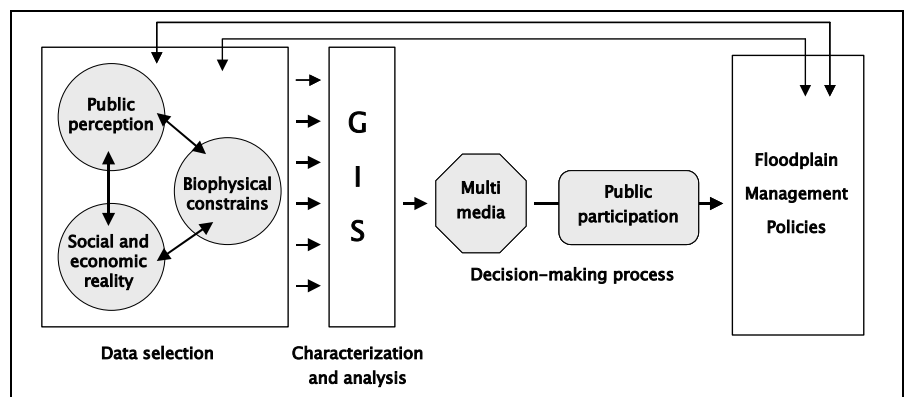 Public
perception
Biophysical
constrains
Social and
economic
reality
Data selection
G
I
S
Characterization
and analysis
Multi
media
Public
participation
Decision-making process
Floodplain
Management
Policies